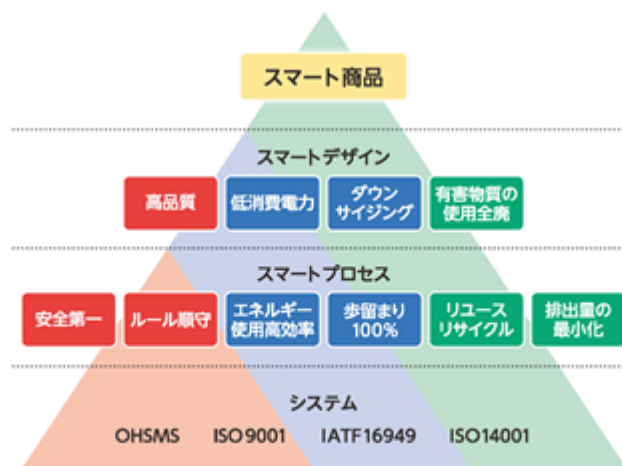 スマート商品
スマートデザイン
高品質
低消費電力
ダウン
サイジング
有害物質の
使用全廃
スマートプロセス
安全第一
ルール順守
エネルギー
使用高効率
歩留まり
100%
リユース
リサイクル
排出量の
最小化
システム
OHSMS ISO9001 IATF16949 ISO14001